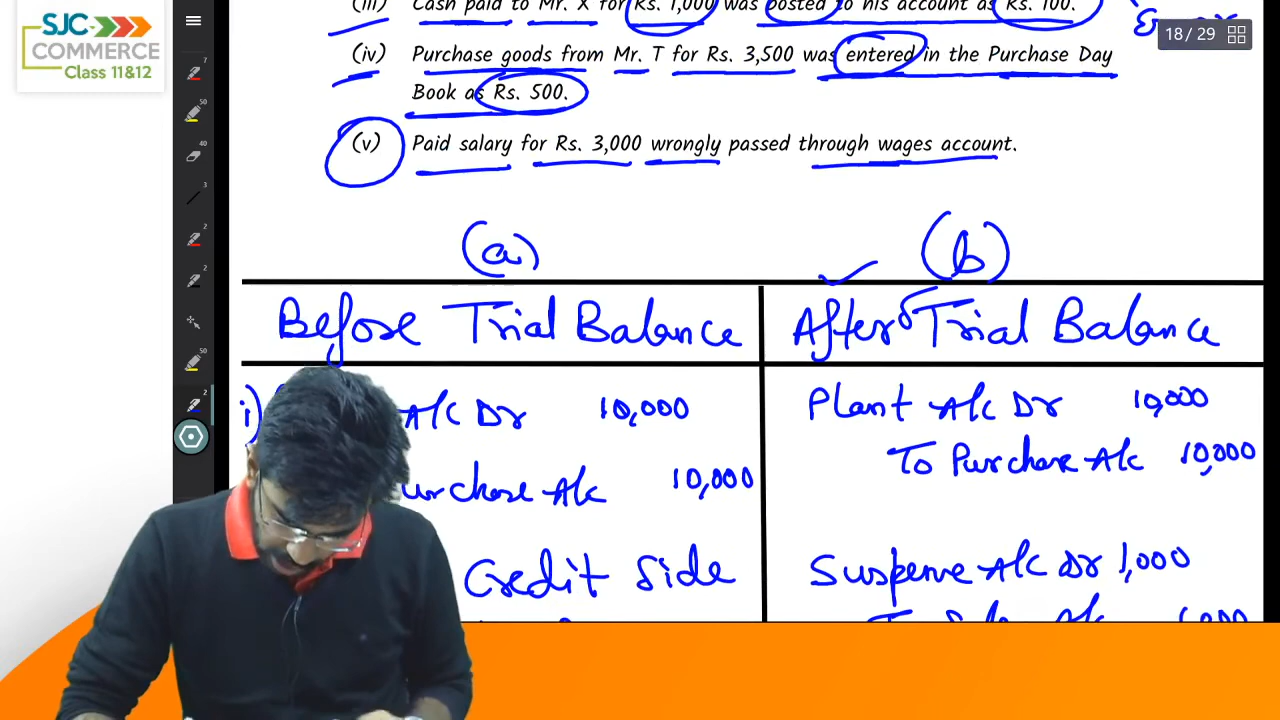 SJC
COMMERCE
Class 11&12
(iii) Cash paid to Mr. X for Rs. 1,000 was posted to his account as Rs. 100.
18 / 29
(iv) Purchase goods from Mr. T for Rs. 3,500 was entered in the Purchase Day
Book as Rs. 500.
(v) Paid salary for Rs. 3,000 wrongly passed through wages account.
(a) (b)
Before Trial Balance After Trial Balance
i) A/c Dr 10,000 Plant A/c Dr 10,000
To Purchase A/c 10,000
urchase A/c 10,000
Credit Side Suspense A/c Dr 1,000